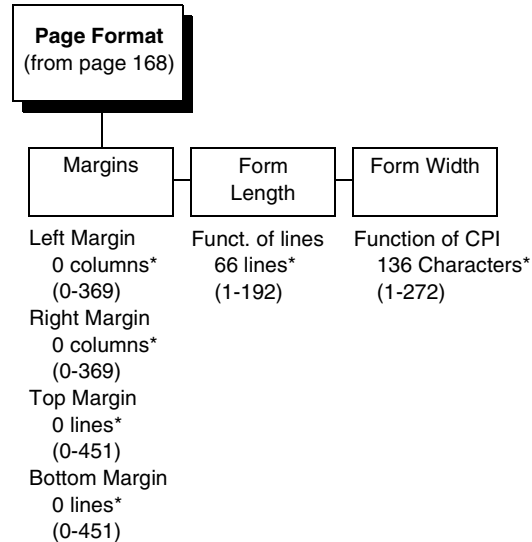 Page Format
(from page 168)
Margins
Form
Length
Form Width
Left Margin
0 columns*
(0-369)
Right Margin
0 columns*
(0-369)
Top Margin
0 lines*
(0-451)
Bottom Margin
0 lines*
(0-451)
Funct. of lines
66 lines*
(1-192)
Function of CPI
136 Characters*
(1-272)